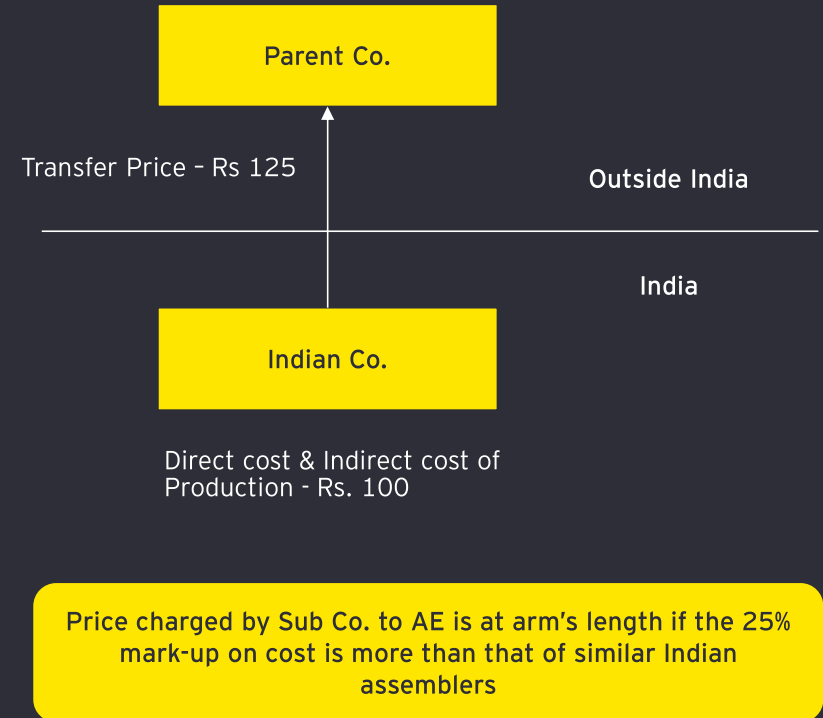 Parent Co.
Transfer Price – Rs 125
Outside India
India
Indian Co.
Direct cost & Indirect cost of
Production - Rs. 100
Price charged by Sub Co. to AE is at arm's length if the 25%
mark-up on cost is more than that of similar Indian
assemblers